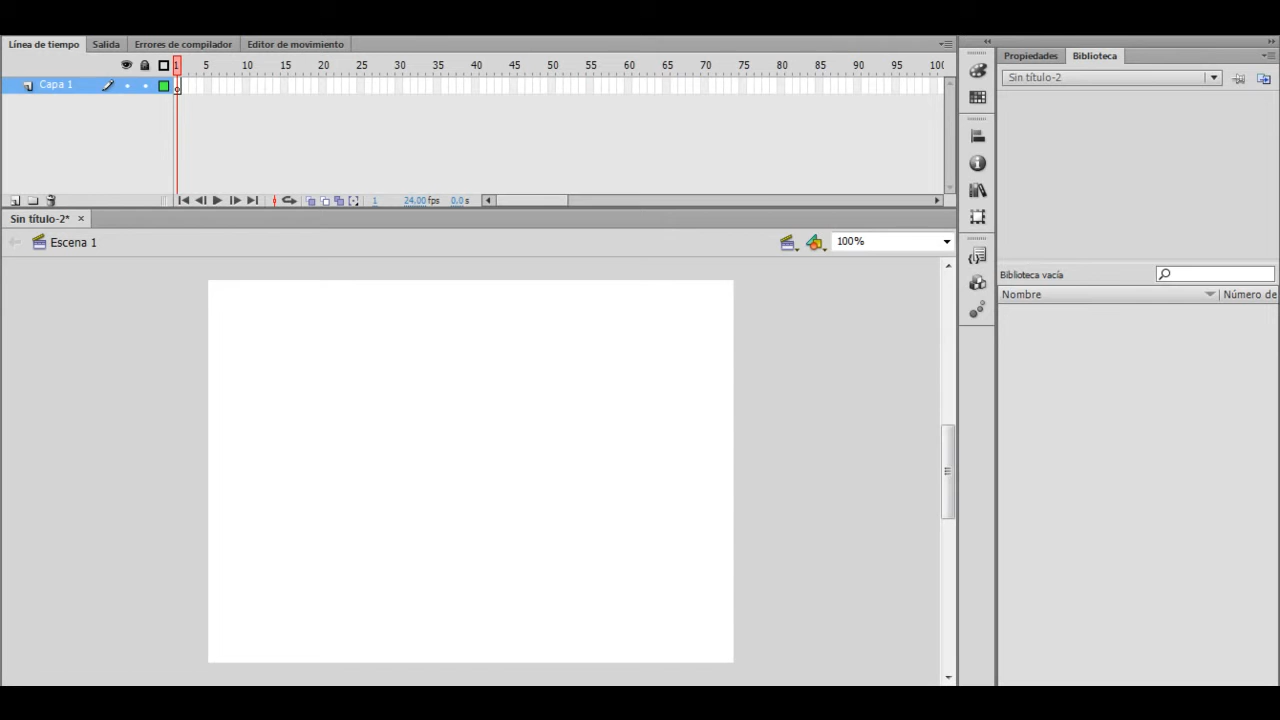 Línea de tiempo Salida Errores de compilador Editor de movimiento
Propiedades Biblioteca
1 5 10 15 20 25 30 35 40 45 50 55 60 65 70 75 80 85 90 95 100
Sin título-2
Capa 1
1 24.00 fps 0.0 s
Sin título-2*
Escena 1
100%
Biblioteca vacía
Nombre Número de